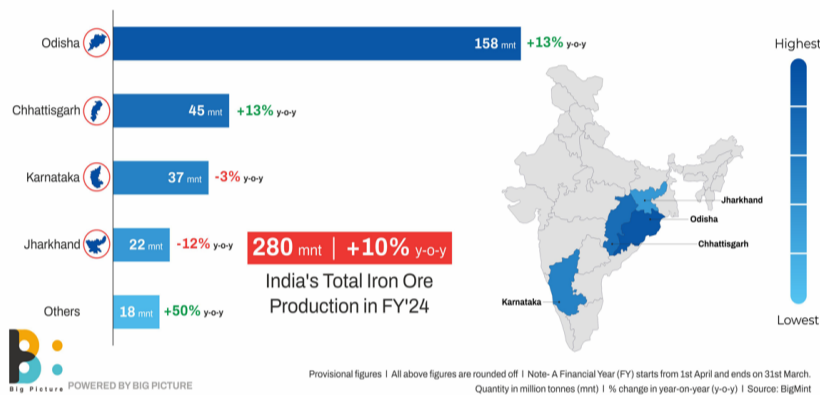 Odisha
158 mnt +13% y-o-y
Chhattisgarh
45 mnt +13% y-o-y
Karnataka
37 mnt -3% y-o-y
Jharkhand
22 mnt -12% y-o-y
Others
18 mnt +50% y-o-y
280 mnt | +10% y-o-y
India's Total Iron Ore
Production in FY'24
Highest
Lowest
Jharkhand
Odisha
Chhattisgarh
Karnataka
Big Picture
POWERED BY BIG PICTURE
Provisional figures I All above figures are rounded off I Note- A Financial Year (FY) starts from 1st April and ends on 31st March.
Quantity in million tonnes (mnt) I % change in year-on-year (y-o-y) I Source: BigMint